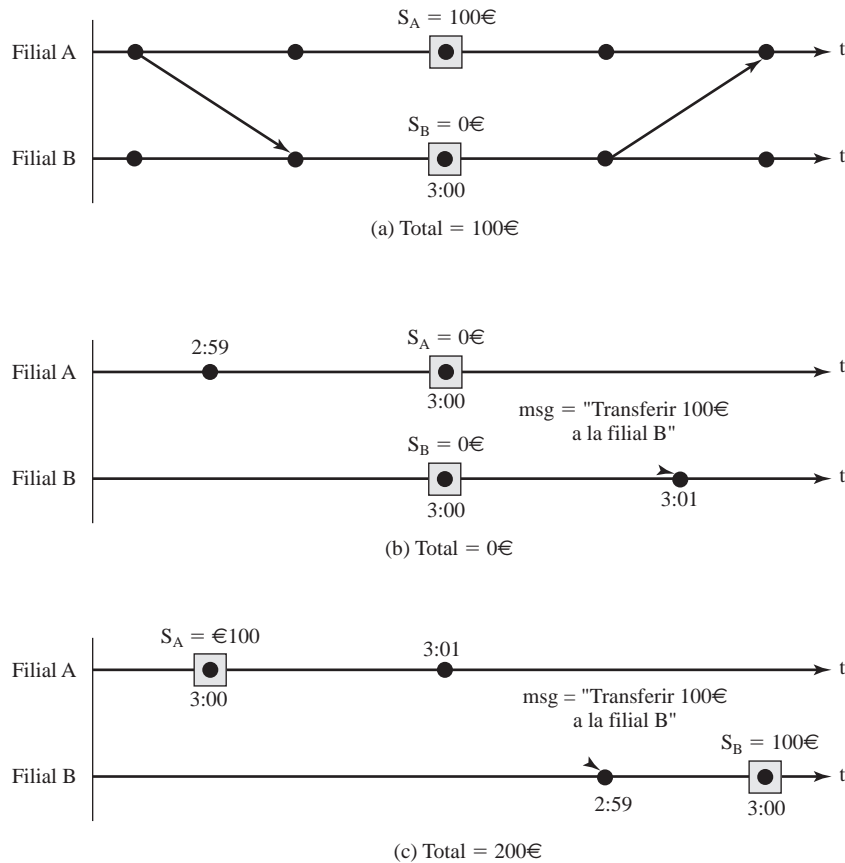 S_A = 100€
Filial A
t
S_B = 0€
Filial B
t
3:00
(a) Total = 100€
2:59
S_A = 0€
Filial A
t
3:00
msg = "Transferir 100€
a la filial B"
S_B = 0€
Filial B
t
3:00
3:01
(b) Total = 0€
S_A = €100
3:01
Filial A
t
3:00
msg = "Transferir 100€
a la filial B"
S_B = 100€
Filial B
t
2:59
3:00
(c) Total = 200€